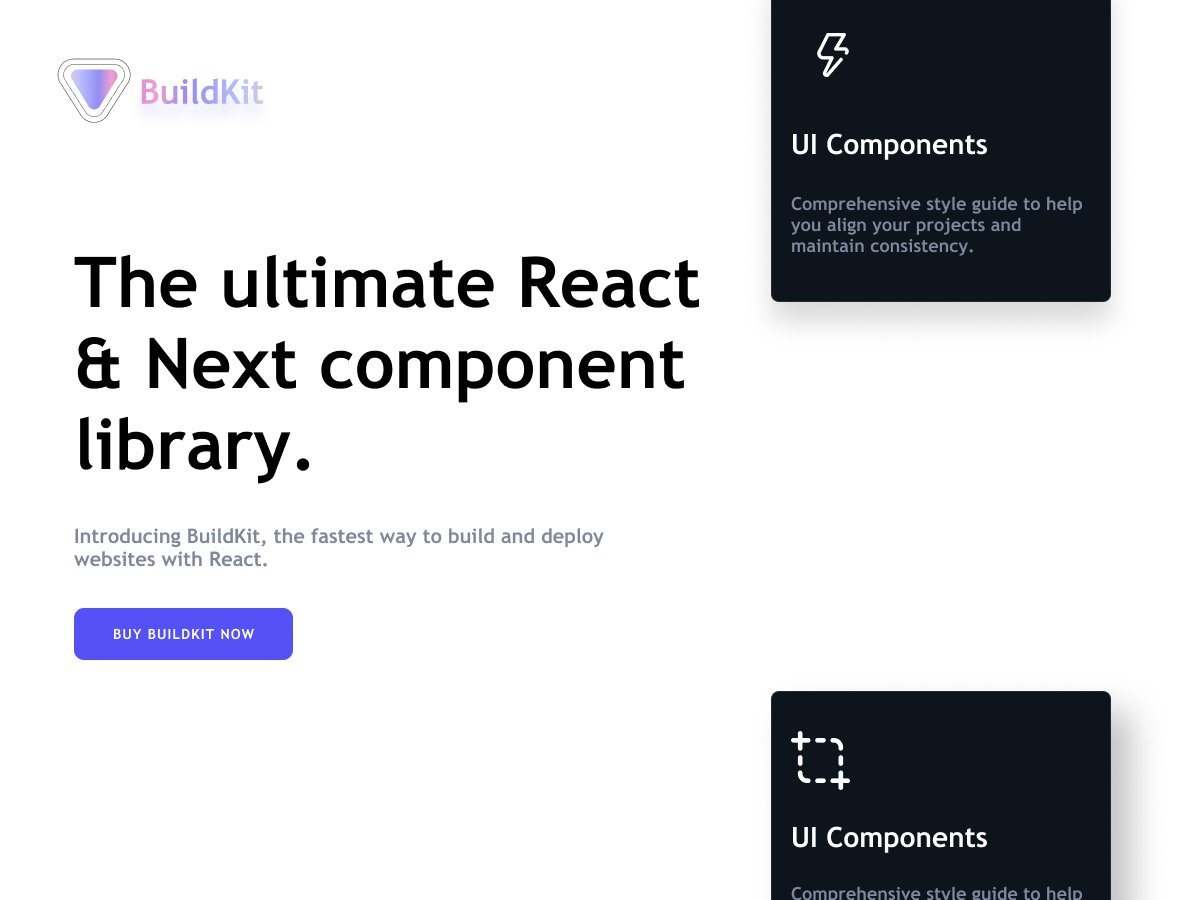 BuildKit
The ultimate React
& Next component
library.
Introducing BuildKit, the fastest way to build and deploy
websites with React.
BUY BUILDKIT NOW
UI Components
Comprehensive style guide to help
you align your projects and
maintain consistency.
UI Components
Comprehensive style guide to help